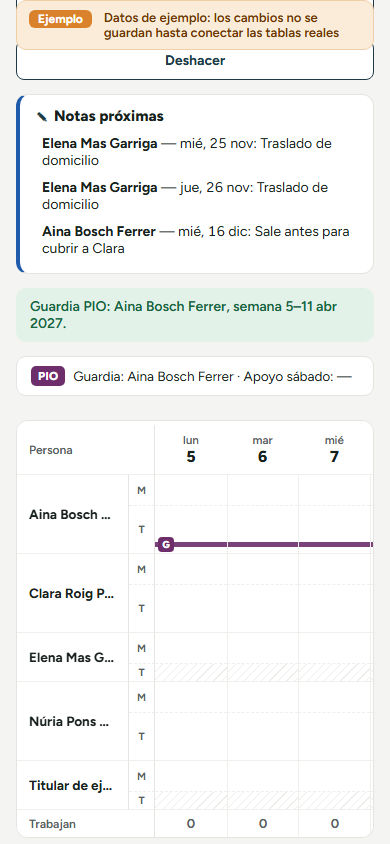 Ejemplo
Datos de ejemplo: los cambios no se
guardan hasta conectar las tablas reales
Deshacer
Notas próximas
Elena Mas Garriga — mié, 25 nov: Traslado de
domicilio
Elena Mas Garriga — jue, 26 nov: Traslado de
domicilio
Aina Bosch Ferrer — mié, 16 dic: Sale antes para
cubrir a Clara
Guardia PIO: Aina Bosch Ferrer, semana 5–11 abr
2027.
PIO Guardia: Aina Bosch Ferrer · Apoyo sábado: —
Persona
lun
5
mar
6
mié
7
Aina Bosch ...
M
T
G
Clara Roig P...
M
T
Elena Mas G...
M
T
Núria Pons ...
M
T
Titular de ej...
M
T
Trabajan 0 0 0